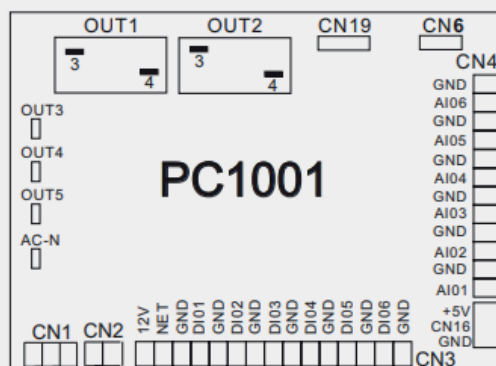 OUT1
OUT2
CN19
CN6
3
4
3
4
CN4
GND
AI06
GND
AI05
GND
AI04
GND
AI03
GND
AI02
GND
AI01
OUT3
OUT4
OUT5
AC-N
PC1001
+5V
CN16
GND
12V
NET
GND
DI01
GND
DI02
GND
DI03
GND
DI04
GND
DI05
GND
DI06
GND
CN1
CN2
CN3